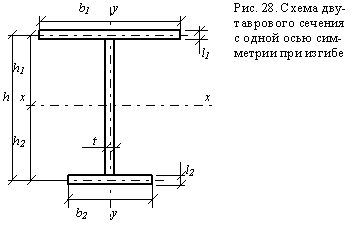 b1 y
Рис. 28. Схема дву-
таврового сечения
с одной осью сим-
метрии при изгибе
t1
h1
h x x
h2
t
t2
b2 y